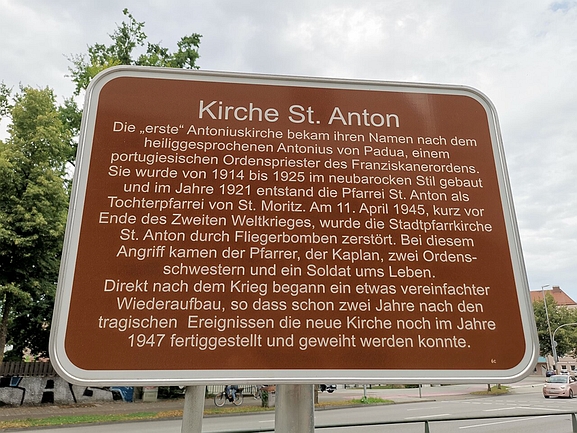 Kirche St. Anton
Die „erste“ Antoniuskirche bekam ihren Namen nach dem
heiliggesprochenen Antonius von Padua, einem
portugiesischen Ordenspriester des Franziskanerordens.
Sie wurde von 1914 bis 1925 im neubarocken Stil gebaut
und im Jahre 1921 entstand die Pfarrei St. Anton als
Tochterpfarrei von St. Moritz. Am 11. April 1945, kurz vor
Ende des Zweiten Weltkrieges, wurde die Stadtpfarrkirche
St. Anton durch Fliegerbomben zerstört. Bei diesem
Angriff kamen der Pfarrer, der Kaplan, zwei Ordens-
schwestern und ein Soldat ums Leben.
Direkt nach dem Krieg begann ein etwas vereinfachter
Wiederaufbau, so dass schon zwei Jahre nach den
tragischen Ereignissen die neue Kirche noch im Jahre
1947 fertiggestellt und geweiht werden konnte.